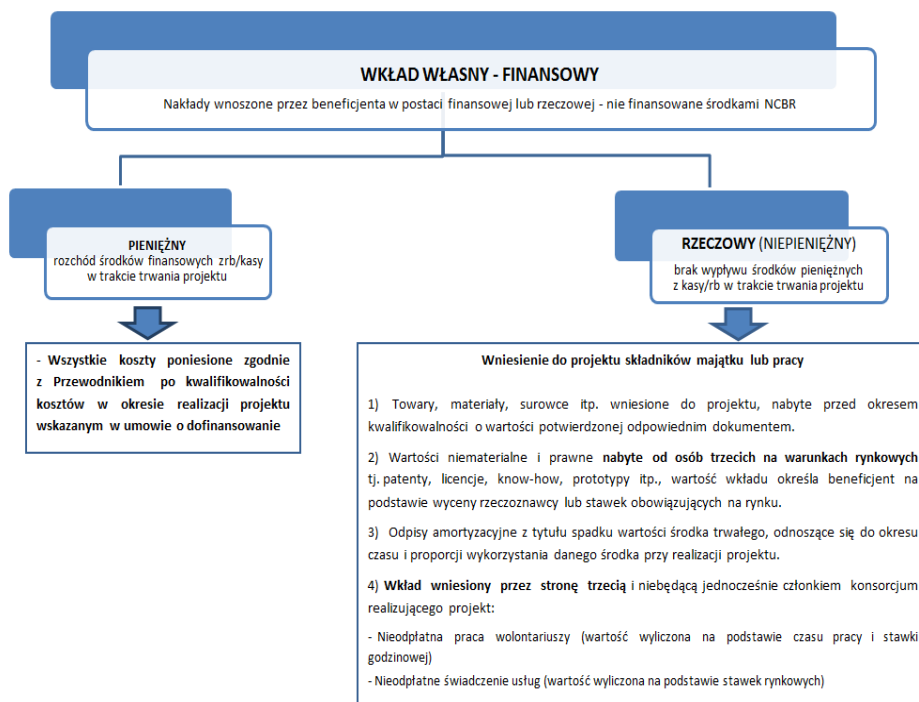 WKŁAD WŁASNY - FINANSOWY
Nakłady wnoszone przez beneficjenta w postaci finansowej lub rzeczowej - nie finansowane środkami NCBR
PIENIĘŻNY
rozchód środków finansowych zrb/kasy
w trakcie trwania projektu
- Wszystkie koszty poniesione zgodnie
z Przewodnikiem po kwalifikowalności
kosztów w okresie realizacji projektu
wskazanym w umowie o dofinansowanie
RZECZOWY (NIEPIENIĘŻNY)
brak wypływu środków pieniężnych
z kasy/rb w trakcie trwania projektu
Wniesienie do projektu składników majątku lub pracy
1) Towary, materiały, surowce itp. wniesione do projektu, nabyte przed okresem
kwalifikowalności o wartości potwierdzonej odpowiednim dokumentem.
2) Wartości niematerialne i prawne nabyte od osób trzecich na warunkach rynkowych
tj. patenty, licencje, know-how, prototypy itp., wartość wkładu określa beneficjent na
podstawie wyceny rzeczoznawcy lub stawek obowiązujących na rynku.
3) Odpisy amortyzacyjne z tytułu spadku wartości środka trwałego, odnoszące się do okresu
czasu i proporcji wykorzystania danego środka przy realizacji projektu.
4) Wkład wniesiony przez stronę trzecią i niebędącą jednocześnie członkiem konsorcjum
realizującego projekt:
- Nieodpłatna praca wolontariuszy (wartość wyliczona na podstawie czasu pracy i stawki
godzinowej)
- Nieodpłatne świadczenie usług (wartość wyliczona na podstawie stawek rynkowych)